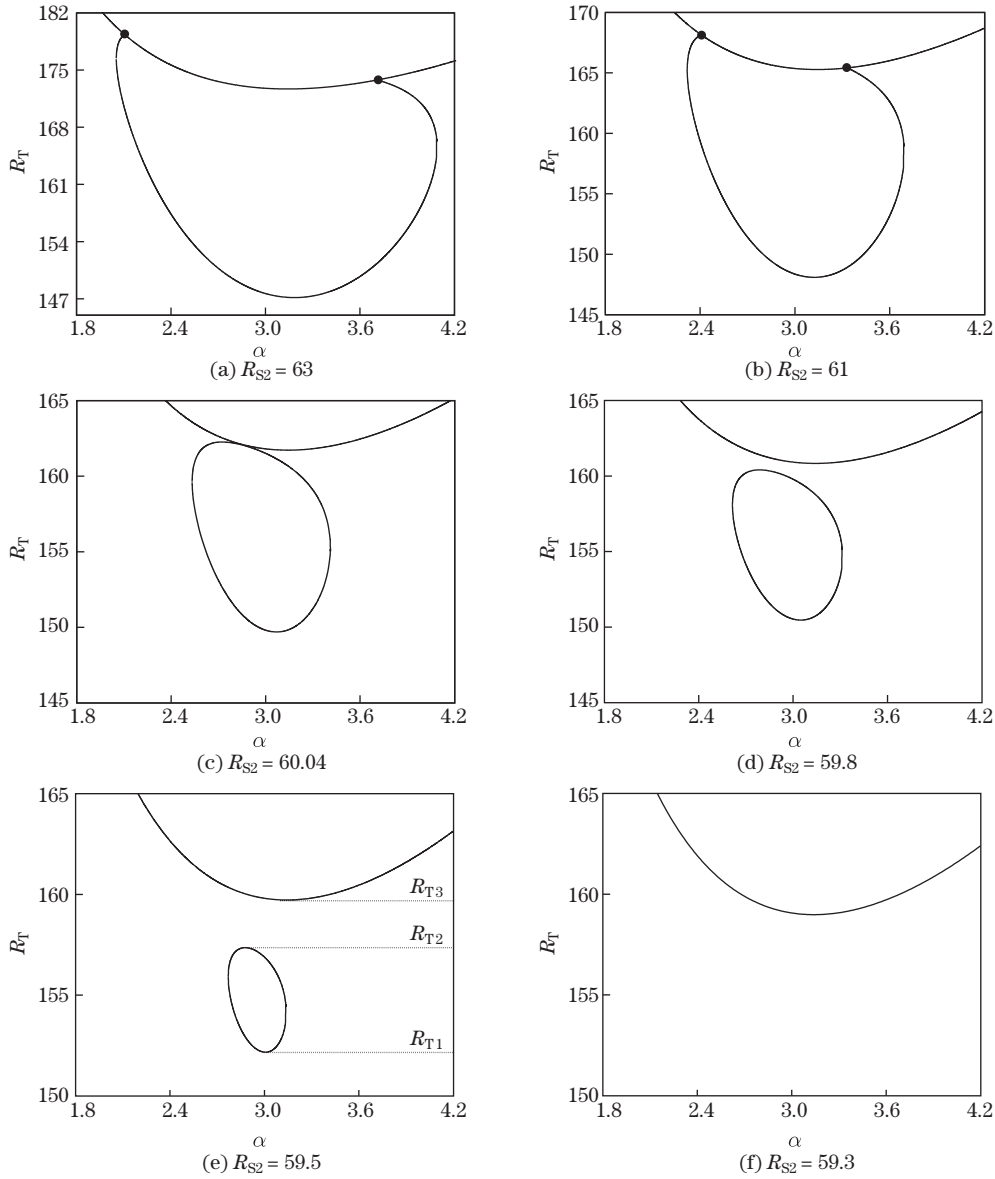 182
175
168
161
154
147
R_T
1.8 2.4 3.0 3.6 4.2
α
(a) R_S2 = 63
170
165
160
155
150
145
R_T
1.8 2.4 3.0 3.6 4.2
α
(b) R_S2 = 61
165
160
155
150
145
R_T
1.8 2.4 3.0 3.6 4.2
α
(c) R_S2 = 60.04
165
160
155
150
145
R_T
1.8 2.4 3.0 3.6 4.2
α
(d) R_S2 = 59.8
165
160
155
150
R_T
R_T3
R_T2
R_T1
1.8 2.4 3.0 3.6 4.2
α
(e) R_S2 = 59.5
165
160
155
150
R_T
1.8 2.4 3.0 3.6 4.2
α
(f) R_S2 = 59.3